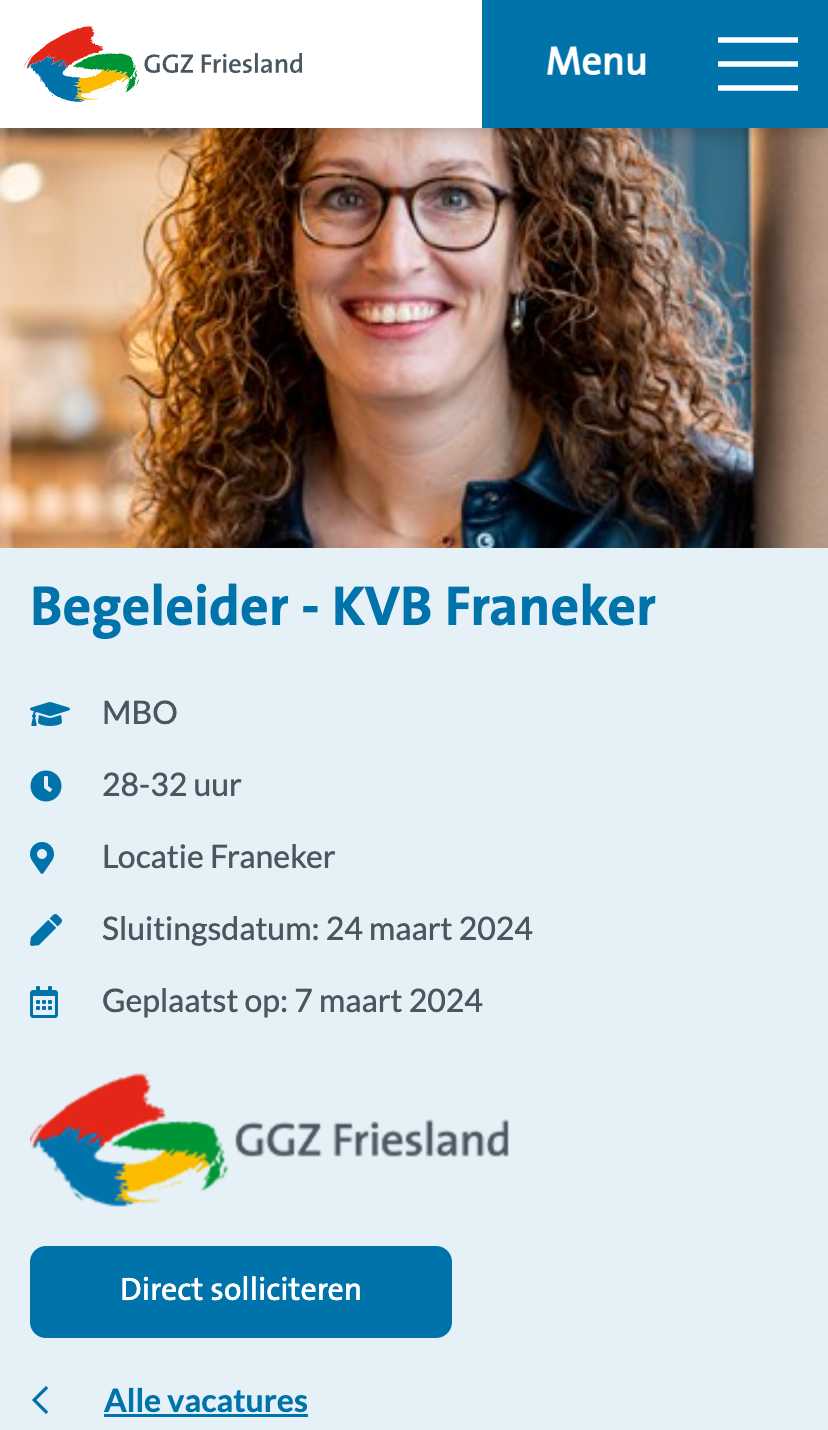 GGZ Friesland
Menu
Begeleider - KVB Franeker
MBO
28-32 uur
Locatie Franeker
Sluitingsdatum: 24 maart 2024
Geplaatst op: 7 maart 2024
GGZ Friesland
Direct solliciteren
Alle vacatures